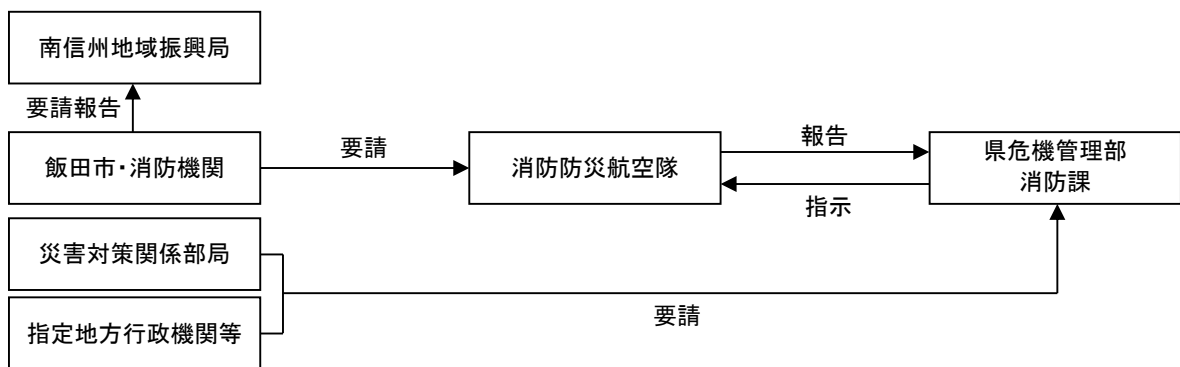 南信州地域振興局
要請報告
飯田市・消防機関
要請
消防防災航空隊
報告
指示
県危機管理部
消防課
災害対策関係部局
指定地方行政機関等
要請